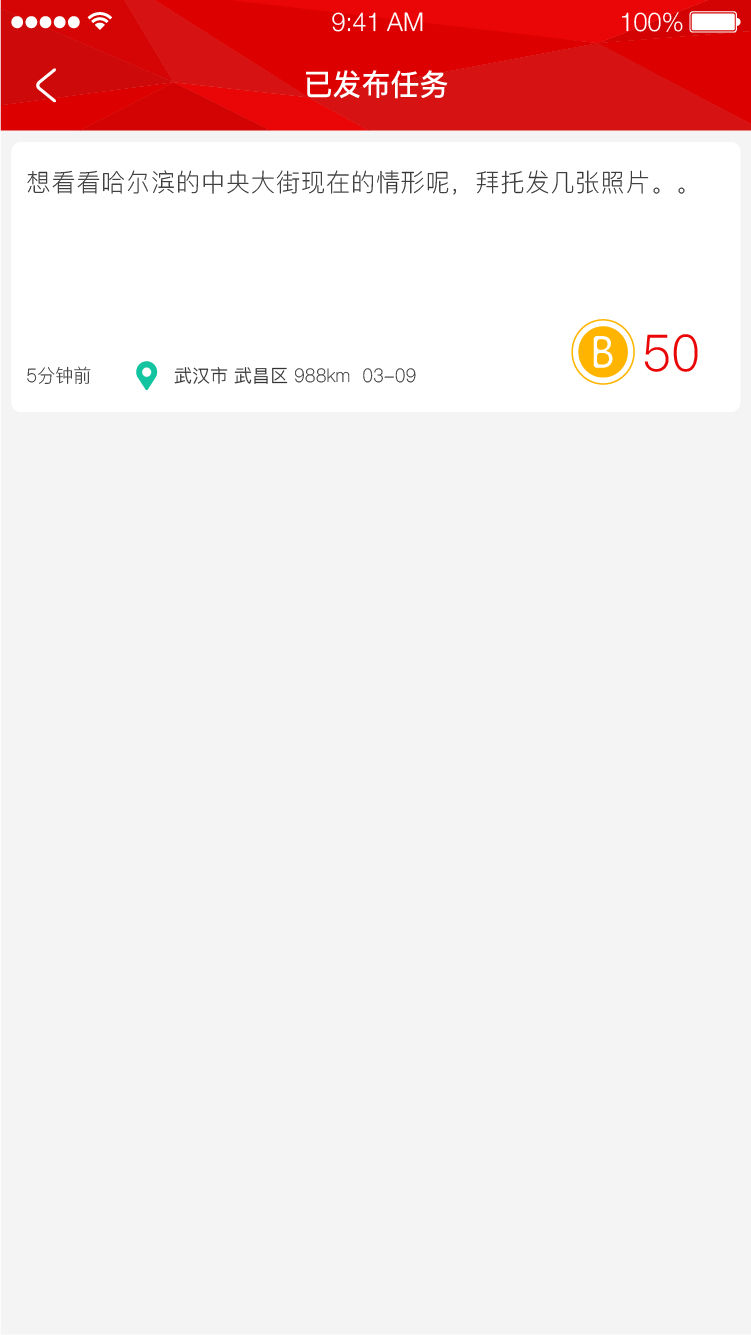 9:41 AM
100%
已发布任务
想看看哈尔滨的中央大街现在的情形呢，拜托发几张照片。。
B 50
5分钟前 武汉市 武昌区 988km 03-09